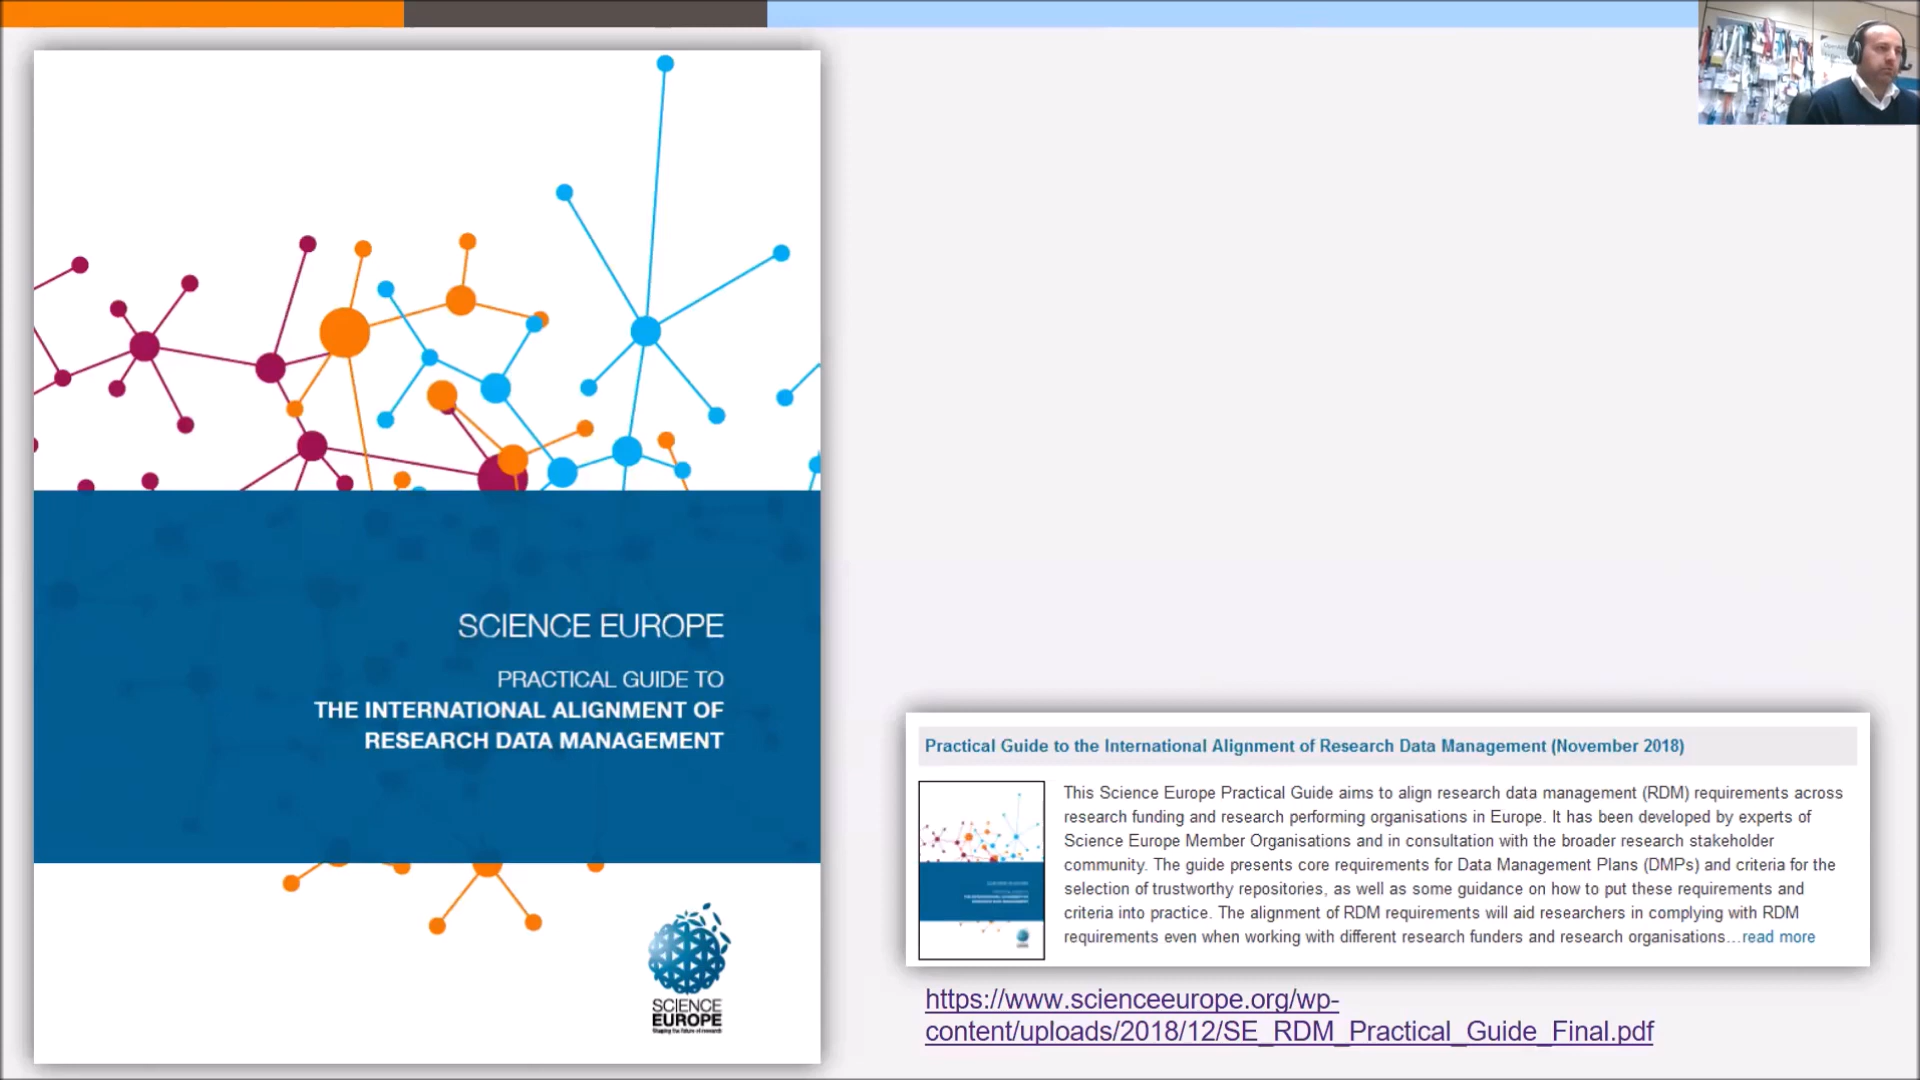 SCIENCE EUROPE
PRACTICAL GUIDE TO
THE INTERNATIONAL ALIGNMENT OF
RESEARCH DATA MANAGEMENT
SCIENCE
EUROPE
Shaping the future of research
Practical Guide to the International Alignment of Research Data Management (November 2018)
This Science Europe Practical Guide aims to align research data management (RDM) requirements across
research funding and research performing organisations in Europe. It has been developed by experts of
Science Europe Member Organisations and in consultation with the broader research stakeholder
community. The guide presents core requirements for Data Management Plans (DMPs) and criteria for the
selection of trustworthy repositories, as well as some guidance on how to put these requirements and
criteria into practice. The alignment of RDM requirements will aid researchers in complying with RDM
requirements even when working with different research funders and research organisations…read more
https://www.scienceeurope.org/wp-
content/uploads/2018/12/SE_RDM_Practical_Guide_Final.pdf